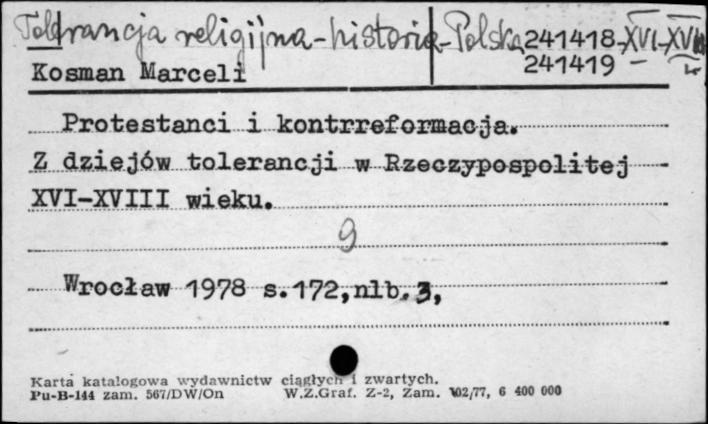 Tolerancja religijna - historia - Polska - XVI-XVIII w
241418-
241419 -
Kosman Marceli
Protestanci i kontrreformacja.
Z dziejów tolerancji w Rzeczypospolitej
XVI-XVIII wieku.
9
Wrocław 1978 s.172,nlb.3,
Karta katalogowa wydawnictw ciągłych i zwartych.
Pu-B-144 zam. 567/DW/On W.Z.Graf. Z-2, Zam. 102/77, 6 400 000